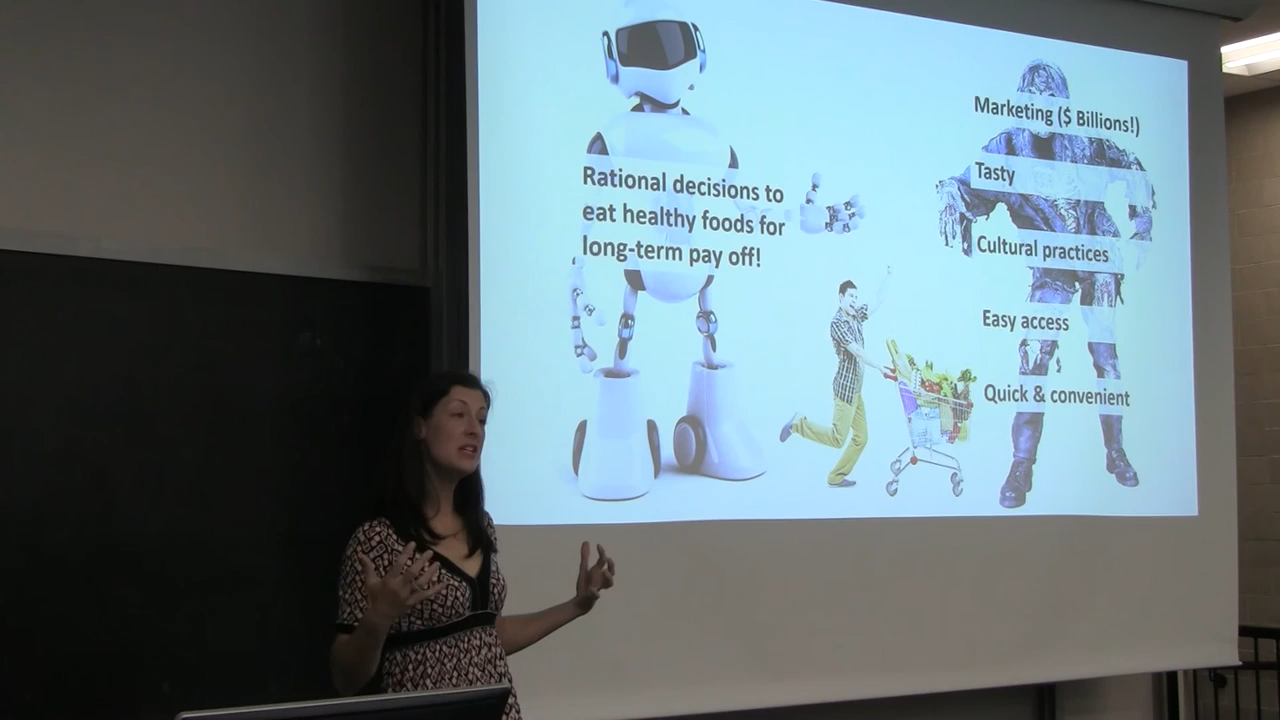 Rational decisions to
eat healthy foods for
long-term pay off!
Marketing ($ Billions!)
Tasty
Cultural practices
Easy access
Quick & convenient